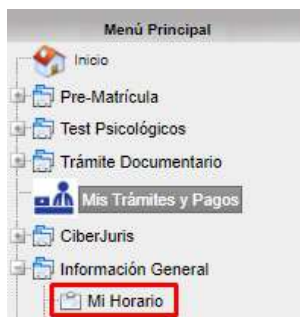 Menú Principal
Inicio
Pre-Matrícula
Test Psicológicos
Trámite Documentario
Mis Trámites y Pagos
CiberJuris
Información General
Mi Horario